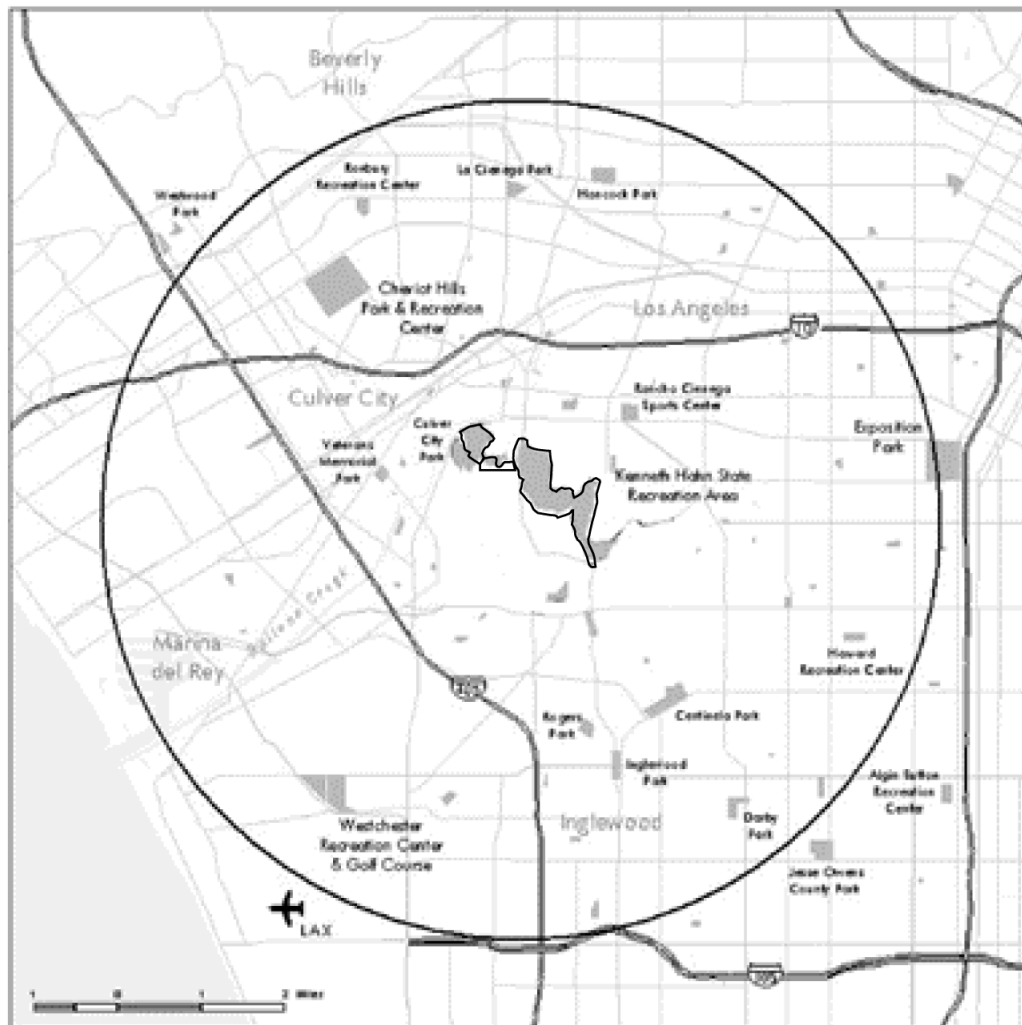 Beverly
Hills
Roxbury
Recreation Center
La Cienega Park
Hancock Park
Westwood
Park
Cheviot Hills
Park & Recreation
Center
Los Angeles
10
Culver City
Rancho Cienega
Sports Center
Culver
City
Park
Exposition
Park
Veterans
Memorial
Park
Kenneth Hahn State
Recreation Area
Ballona Creek
Marina
del Rey
Howard
Recreation Center
405
Rogers
Park
Centinela Park
Inglewood
Park
Algin Sutton
Recreation
Center
Westchester
Recreation Center
& Golf Course
Inglewood
Darby
Park
Jesse Owens
County Park
LAX
1 0 1 2 Miles